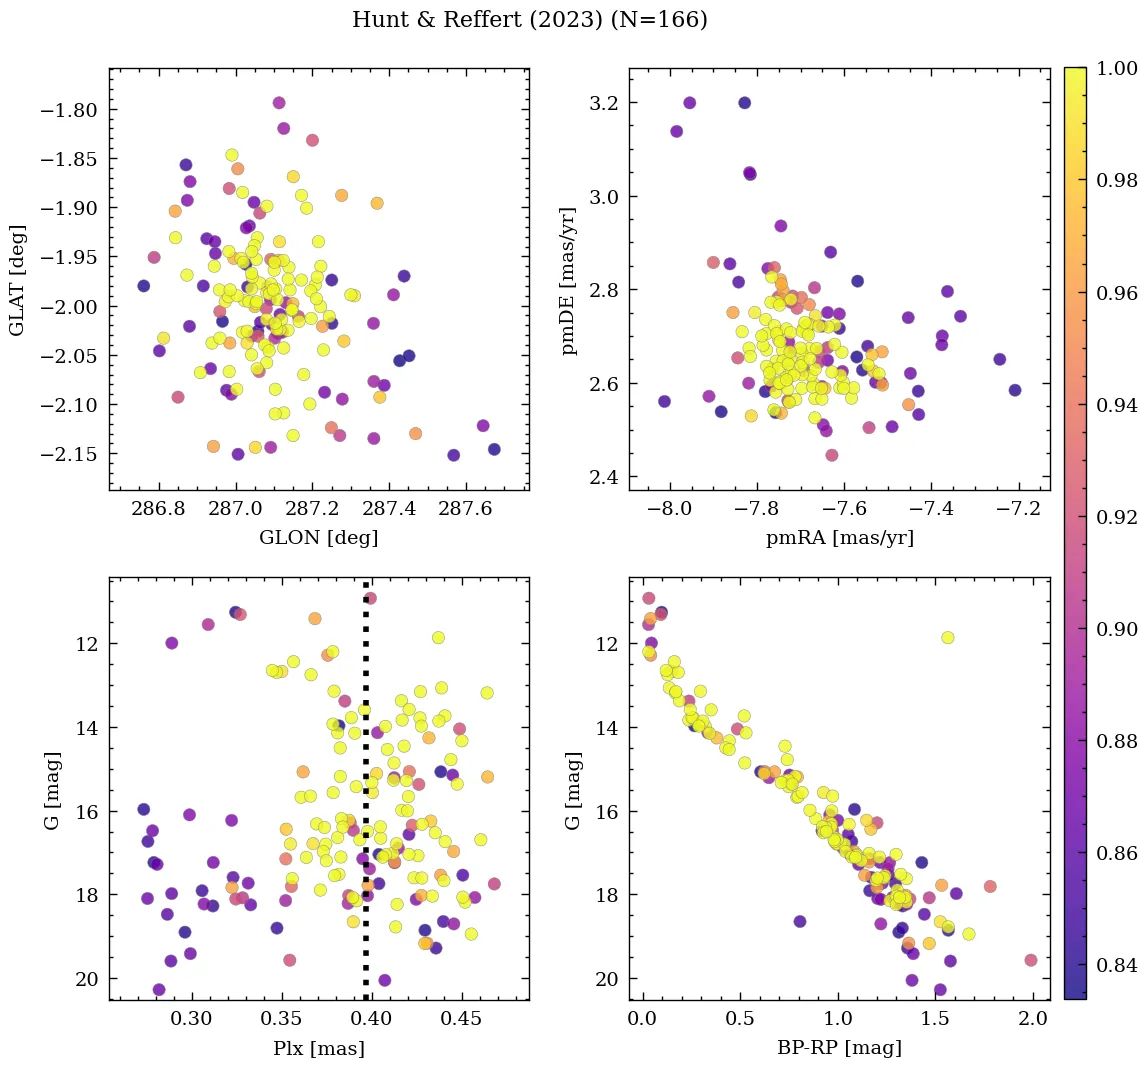 Hunt & Reffert (2023) (N=166)
−1.80
−1.85
−1.90
−1.95
−2.00
−2.05
−2.10
−2.15
GLAT [deg]
286.8 287.0 287.2 287.4 287.6
GLON [deg]
3.2
3.0
2.8
2.6
2.4
pmDE [mas/yr]
−8.0 −7.8 −7.6 −7.4 −7.2
pmRA [mas/yr]
12
14
16
18
20
G [mag]
0.30 0.35 0.40 0.45
Plx [mas]
12
14
16
18
20
G [mag]
0.0 0.5 1.0 1.5 2.0
BP-RP [mag]
1.00
0.98
0.96
0.94
0.92
0.90
0.88
0.86
0.84